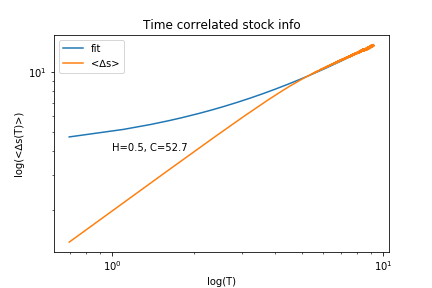 Time correlated stock info
fit
<Δs>
10¹
H=0.5, C=52.7
log(<Δs(T)>)
10⁰
10¹
log(T)